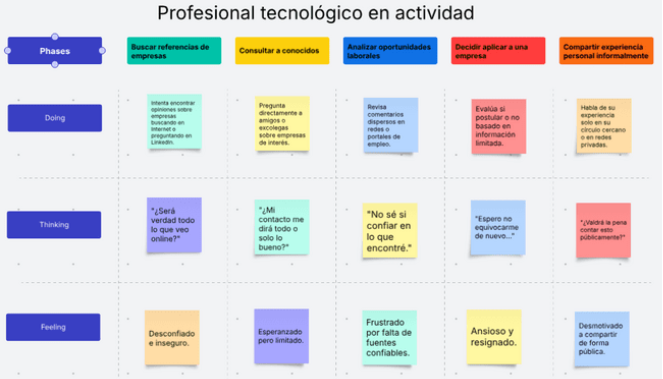 Profesional tecnológico en actividad
Phases
Buscar referencias de
empresas
Consultar a conocidos
Analizar oportunidades
laborales
Decidir aplicar a una
empresa
Compartir experiencia
personal informalmente
Doing
Intenta encontrar
opiniones sobre
empresas
buscando en
Internet o
preguntando en
LinkedIn.
Pregunta
directamente a
amigos o
excolegas
sobre empresas
de interés.
Revisa
comentarios
dispersos en
redes o
portales de
empleo.
Evalúa si
postular o no
basado en
información
limitada.
Habla de su
experiencia
solo en su
círculo cercano
o en redes
privadas.
Thinking
"¿Será
verdad todo
lo que veo
online?"
"¿Mi
contacto me
dirá todo o
solo lo
bueno?"
"No sé si
confiar en
lo que
encontré."
"Espero no
equivocarme
de nuevo..."
"¿Valdrá la pena
contar esto
públicamente?"
Feeling
Desconfiado
e inseguro.
Esperanzado
pero limitado.
Frustrado
por falta de
fuentes
confiables.
Ansioso y
resignado.
Desmotivado
a compartir
de forma
pública.